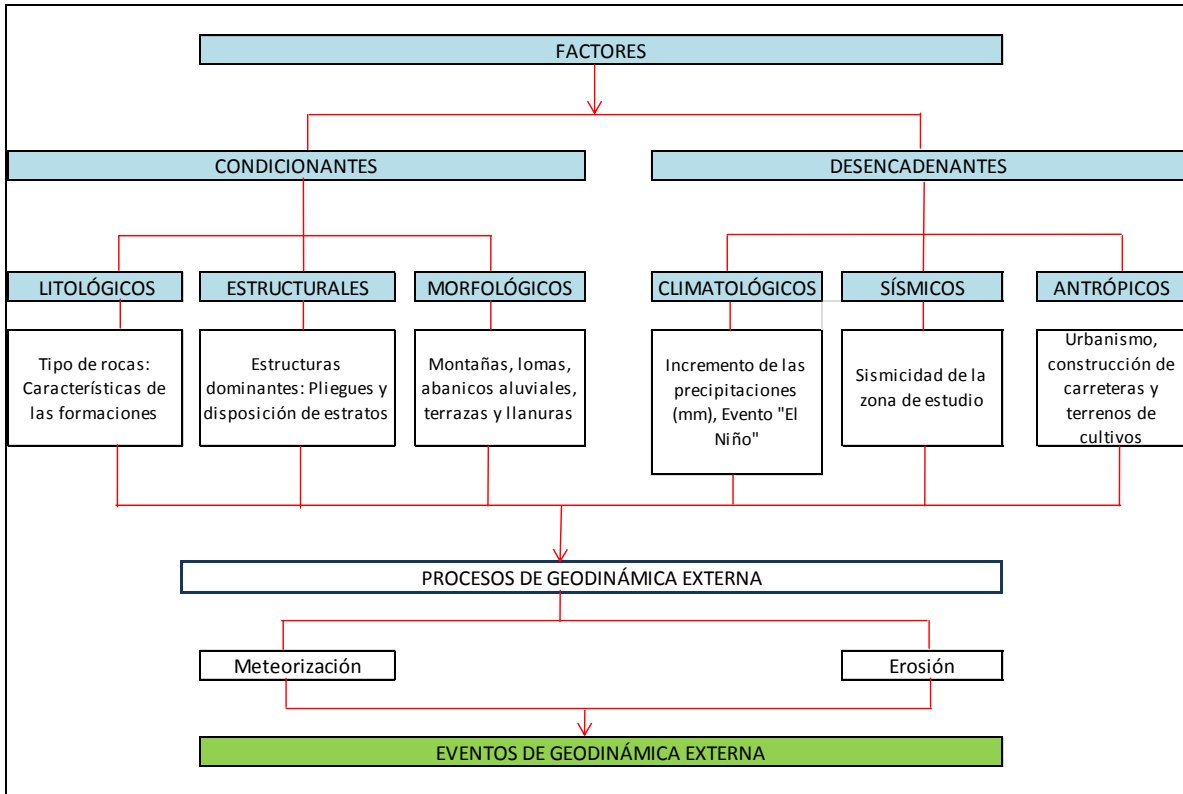 FACTORES
CONDICIONANTES
DESENCADENANTES
LITOLÓGICOS
ESTRUCTURALES
MORFOLÓGICOS
CLIMATOLÓGICOS
SÍSMICOS
ANTRÓPICOS
Tipo de rocas:
Características de
las formaciones
Estructuras
dominantes: Pliegues y
disposición de estratos
Montañas, lomas,
abanicos aluviales,
terrazas y llanuras
Incremento de las
precipitaciones
(mm), Evento "El
Niño"
Sismicidad de la
zona de estudio
Urbanismo,
construcción de
carreteras y
terrenos de
cultivos
PROCESOS DE GEODINÁMICA EXTERNA
Meteorización
Erosión
EVENTOS DE GEODINÁMICA EXTERNA